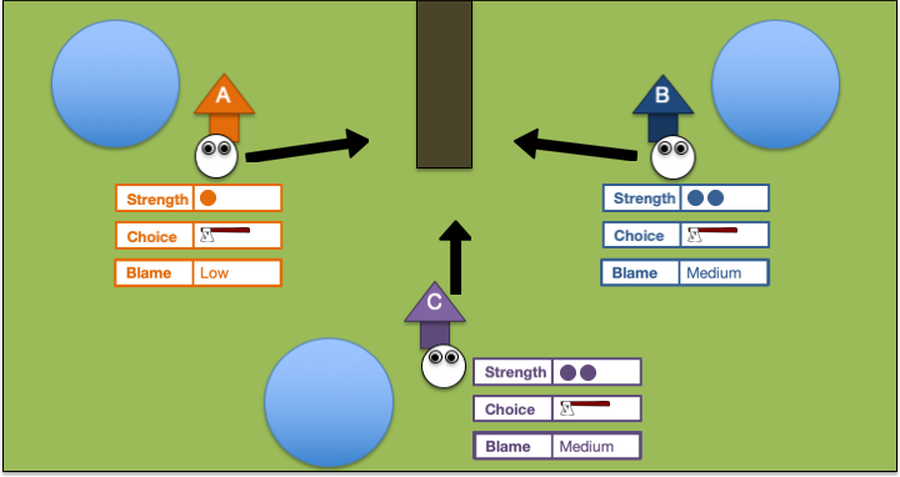 A
B
Strength
Choice
Blame Low
Strength
Choice
Blame Medium
C
Strength
Choice
Blame Medium